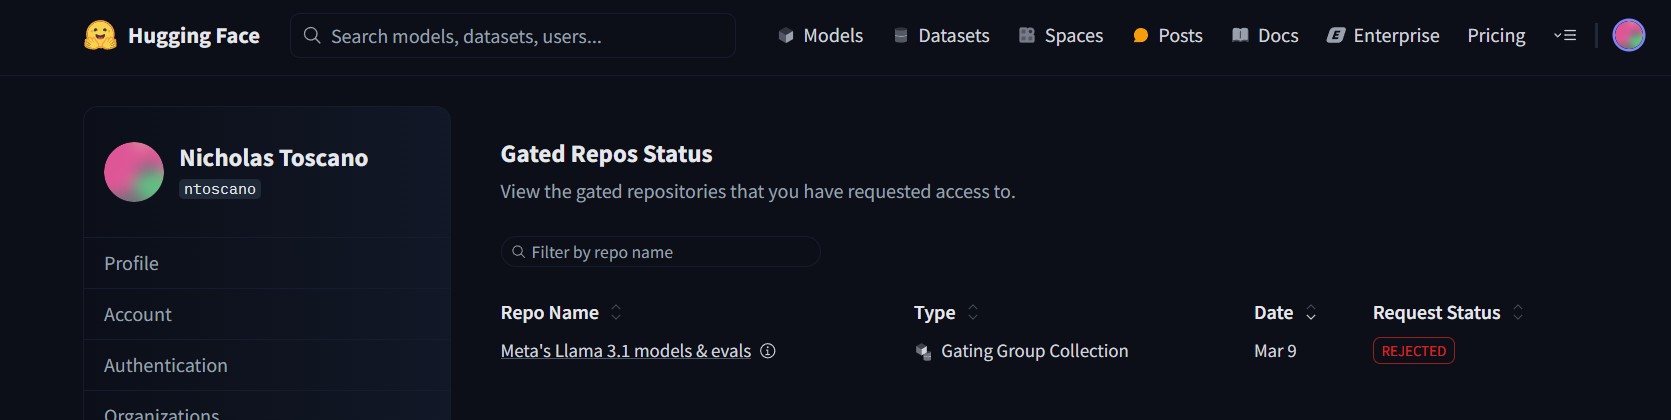 Hugging Face Search models, datasets, users... Models Datasets Spaces Posts Docs Enterprise Pricing
Nicholas Toscano
ntoscano
Profile
Account
Authentication
Organizations
Gated Repos Status
View the gated repositories that you have requested access to.
Filter by repo name
Repo Name Type Date Request Status
Meta's Llama 3.1 models & evals Gating Group Collection Mar 9 REJECTED